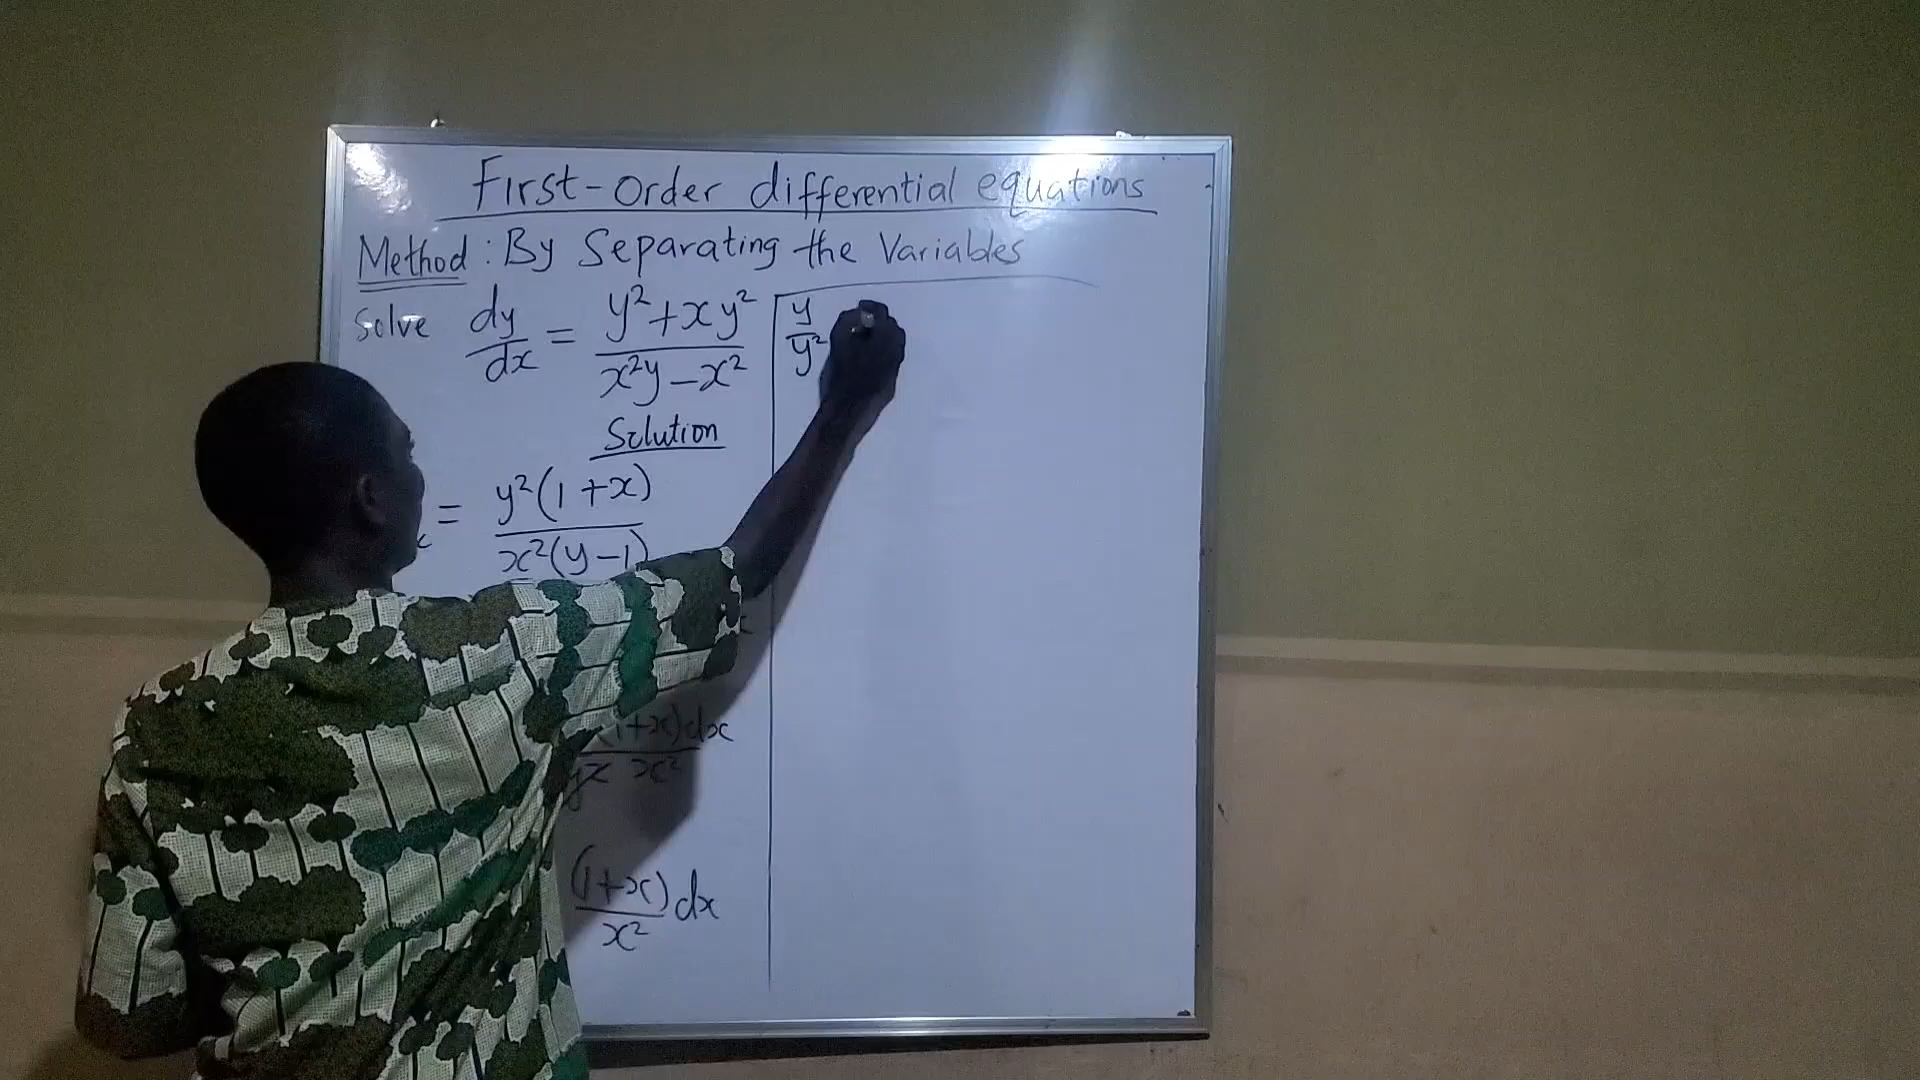 First-Order differential equations
Method: By Separating the Variables
Solve dy/dx = (y²+xy²)/(x²y-x²)
Solution
= y²(1+x)/(x²(y-1)
(1+x)dx
x²
(1+x)/x² dx
y/y²